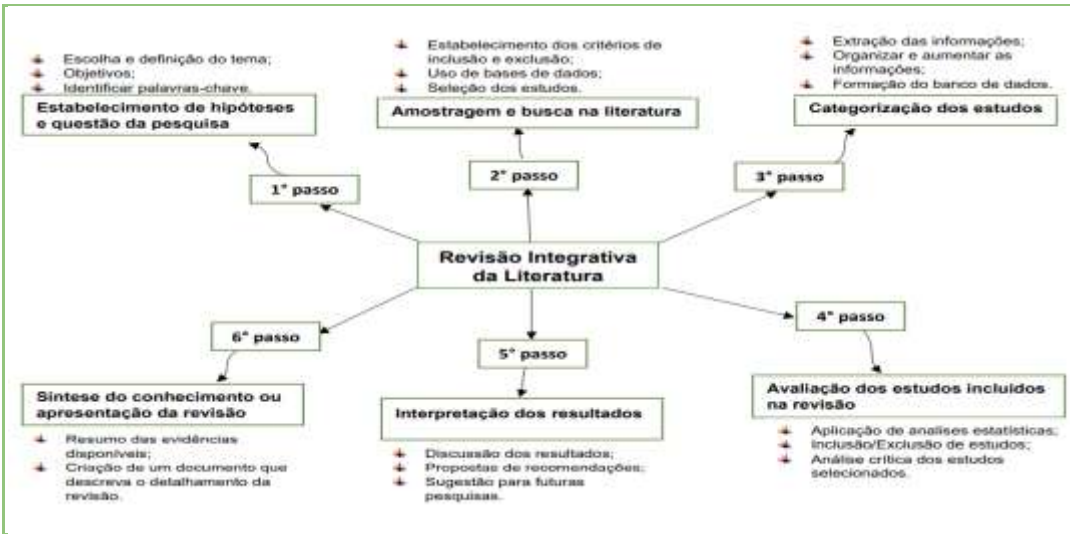 Escolha e definição do tema;
Objetivos;
Identificar palavras-chave.
Estabelecimento de hipóteses
e questão da pesquisa
1° passo
Estabelecimento dos critérios de
inclusão e exclusão;
Uso de bases de dados;
Seleção dos estudos.
Amostragem e busca na literatura
2° passo
Extração das informações;
Organizar e aumentar as
informações;
Formação do banco de dados.
Categorização dos estudos
3° passo
Revisão Integrativa
da Literatura
4° passo
Avaliação dos estudos incluídos
na revisão
Aplicação de analises estatísticas;
Inclusão/Exclusão de estudos;
Análise crítica dos estudos
selecionados.
5° passo
Interpretação dos resultados
Discussão dos resultados;
Propostas de recomendações;
Sugestão para futuras
pesquisas.
6° passo
Síntese do conhecimento ou
apresentação da revisão
Resumo das evidências
disponíveis;
Criação de um documento que
descreva o detalhamento da
revisão.